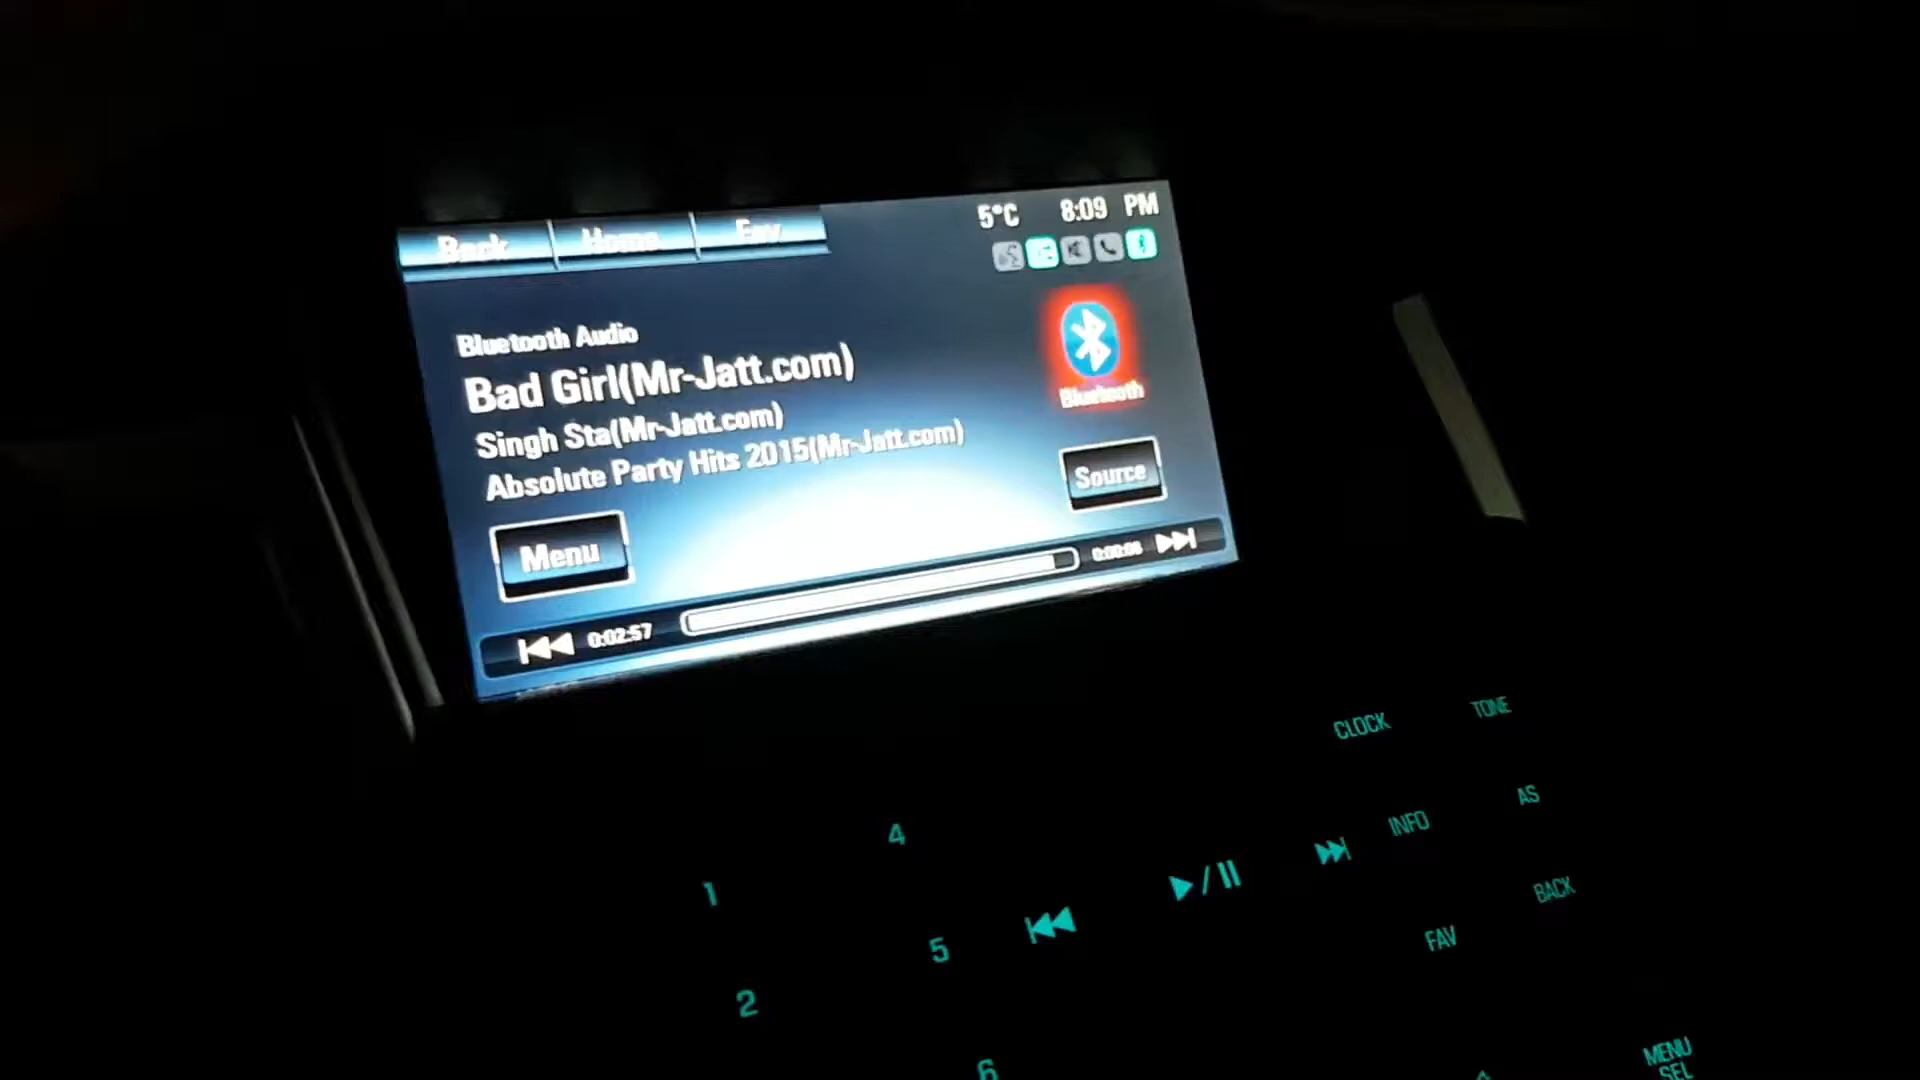 Back Home Fav
5°C 8:09 PM
Bluetooth Audio
Bad Girl(Mr-Jatt.com)
Singh Sta(Mr-Jatt.com)
Absolute Party Hits 2015(Mr-Jatt.com)
Bluetooth
Source
Menu
0:02:57
CLOCK TONE
4 INFO AS
1
5 FAV BACK
2
6 MENU
SEL